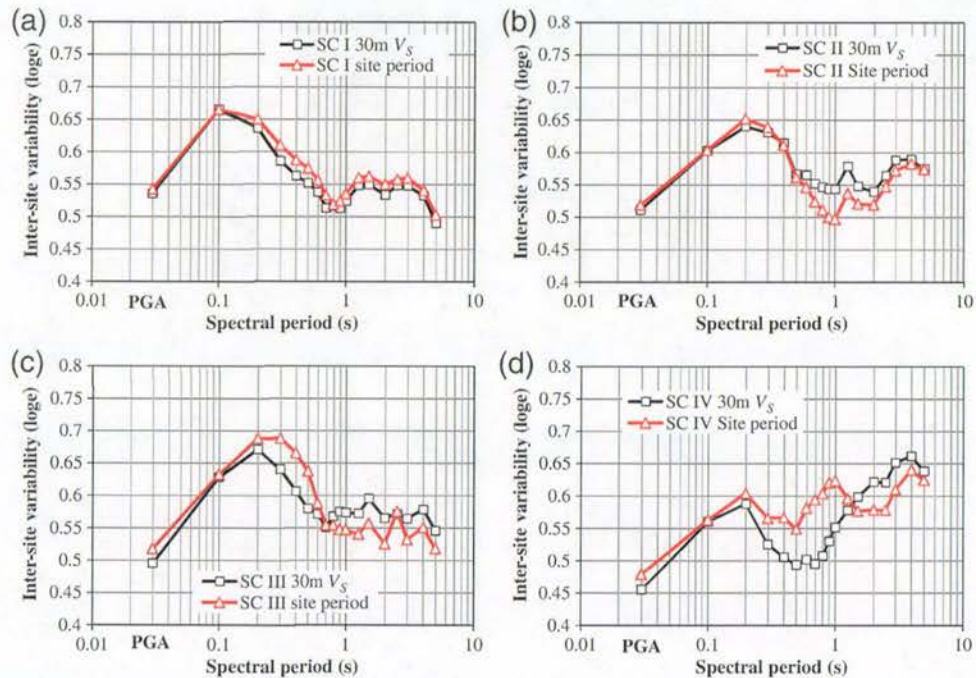 (a)
Inter-site variability (loge)
0.8
0.75
0.7
0.65
0.6
0.55
0.5
0.45
0.4
SC I 30m VS
SC I site period
0.01
PGA
0.1
1
10
Spectral period (s)
(b)
Inter-site variability (loge)
0.8
0.75
0.7
0.65
0.6
0.55
0.5
0.45
0.4
SC II 30m VS
SC II Site period
0.01
PGA
0.1
1
10
Spectral period (s)
(c)
Inter-site variability (loge)
0.8
0.75
0.7
0.65
0.6
0.55
0.5
0.45
0.4
SC III 30m VS
SC III site period
0.01
PGA
0.1
1
10
Spectral period (s)
(d)
Inter-site variability (loge)
0.8
0.75
0.7
0.65
0.6
0.55
0.5
0.45
0.4
SC IV 30m VS
SC IV Site period
0.01
PGA
0.1
1
10
Spectral period (s)